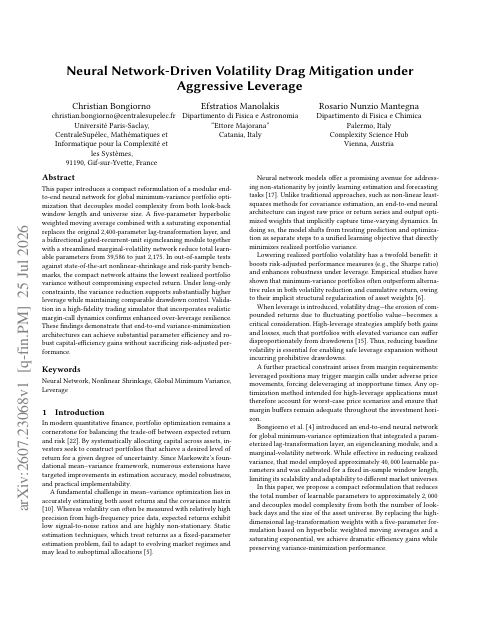 Neural Network-Driven Volatility Drag Mitigation under
Aggressive Leverage
Christian Bongiorno
christian.bongiorno@centralesupelec.fr
Université Paris-Saclay,
CentraleSupélec, Mathématiques et
Informatique pour la Complexité et
les Systèmes,
91190, Gif-sur-Yvette, France
Efstratios Manolakis
Dipartimento di Fisica e Astronomia
"Ettore Majorana"
Catania, Italy
Rosario Nunzio Mantegna
Dipartimento di Fisica e Chimica
Palermo, Italy
Complexity Science Hub
Vienna, Austria
arXiv:2607.23068v1 [q-fin.PM] 25 Jul 2026
Abstract
This paper introduces a compact reformulation of a modular end-
to-end neural network for global minimum-variance portfolio opti-
mization that decouples model complexity from both look-back
window length and universe size. A five-parameter hyperbolic
weighted moving average combined with a saturating exponential
replaces the original 2,400-parameter lag-transformation layer, and
a bidirectional gated-recurrent-unit eigencleaning module together
with a streamlined marginal-volatility network reduce total learn-
able parameters from 39,586 to just 2,175. In out-of-sample tests
against state-of-the-art nonlinear-shrinkage and risk-parity bench-
marks, the compact network attains the lowest realized portfolio
variance without compromising expected return. Under long-only
constraints, the variance reduction supports substantially higher
leverage while maintaining comparable drawdown control. Valida-
tion in a high-fidelity trading simulator that incorporates realistic
margin-call dynamics confirms enhanced over-leverage resilience.
These findings demonstrate that end-to-end variance-minimization
architectures can achieve substantial parameter efficiency and ro-
bust capital-efficiency gains without sacrificing risk-adjusted per-
formance.
Keywords
Neural Network, Nonlinear Shrinkage, Global Minimum Variance,
Leverage
1 Introduction
In modern quantitative finance, portfolio optimization remains a
cornerstone for balancing the trade-off between expected return
and risk [22]. By systematically allocating capital across assets, in-
vestors seek to construct portfolios that achieve a desired level of
return for a given degree of uncertainty. Since Markowitz's foun-
dational mean–variance framework, numerous extensions have
targeted improvements in estimation accuracy, model robustness,
and practical implementability.
A fundamental challenge in mean–variance optimization lies in
accurately estimating both asset returns and the covariance matrix
[10]. Whereas volatility can often be measured with relatively high
precision from high-frequency price data, expected returns exhibit
low signal-to-noise ratios and are highly non-stationary. Static
estimation techniques, which treat returns as a fixed-parameter
estimation problem, fail to adapt to evolving market regimes and
may lead to suboptimal allocations [5].
Neural network models offer a promising avenue for address-
ing non-stationarity by jointly learning estimation and forecasting
tasks [17]. Unlike traditional approaches, such as non-linear least-
squares methods for covariance estimation, an end-to-end neural
architecture can ingest raw price or return series and output opti-
mized weights that implicitly capture time-varying dynamics. In
doing so, the model shifts from treating prediction and optimiza-
tion as separate steps to a unified learning objective that directly
minimizes realized portfolio variance.
Lowering realized portfolio volatility has a twofold benefit: it
boosts risk-adjusted performance measures (e.g., the Sharpe ratio)
and enhances robustness under leverage. Empirical studies have
shown that minimum-variance portfolios often outperform alterna-
tive rules in both volatility reduction and cumulative return, owing
to their implicit structural regularization of asset weights [6].
When leverage is introduced, volatility drag—the erosion of com-
pounded returns due to fluctuating portfolio value—becomes a
critical consideration. High-leverage strategies amplify both gains
and losses, such that portfolios with elevated variance can suffer
disproportionately from drawdowns [15]. Thus, reducing baseline
volatility is essential for enabling safe leverage expansion without
incurring prohibitive drawdowns.
A further practical constraint arises from margin requirements:
leveraged positions may trigger margin calls under adverse price
movements, forcing deleveraging at inopportune times. Any op-
timization method intended for high-leverage applications must
therefore account for worst-case price scenarios and ensure that
margin buffers remain adequate throughout the investment hori-
zon.
Bongiorno et al. [4] introduced an end-to-end neural network
for global minimum-variance optimization that integrated a param-
eterized lag-transformation layer, an eigencleaning module, and a
marginal-volatility network. While effective in reducing realized
variance, that model employed approximately 40,000 learnable pa-
rameters and was calibrated for a fixed in-sample window length,
limiting its scalability and adaptability to different market universes.
In this paper, we propose a compact reformulation that reduces
the total number of learnable parameters to approximately 2,000
and decouples model complexity from both the number of look-
back days and the size of the asset universe. By replacing the high-
dimensional lag-transformation weights with a five-parameter for-
mulation based on hyperbolic weighted moving averages and a
saturating exponential, we achieve dramatic efficiency gains while
preserving variance-minimization performance.